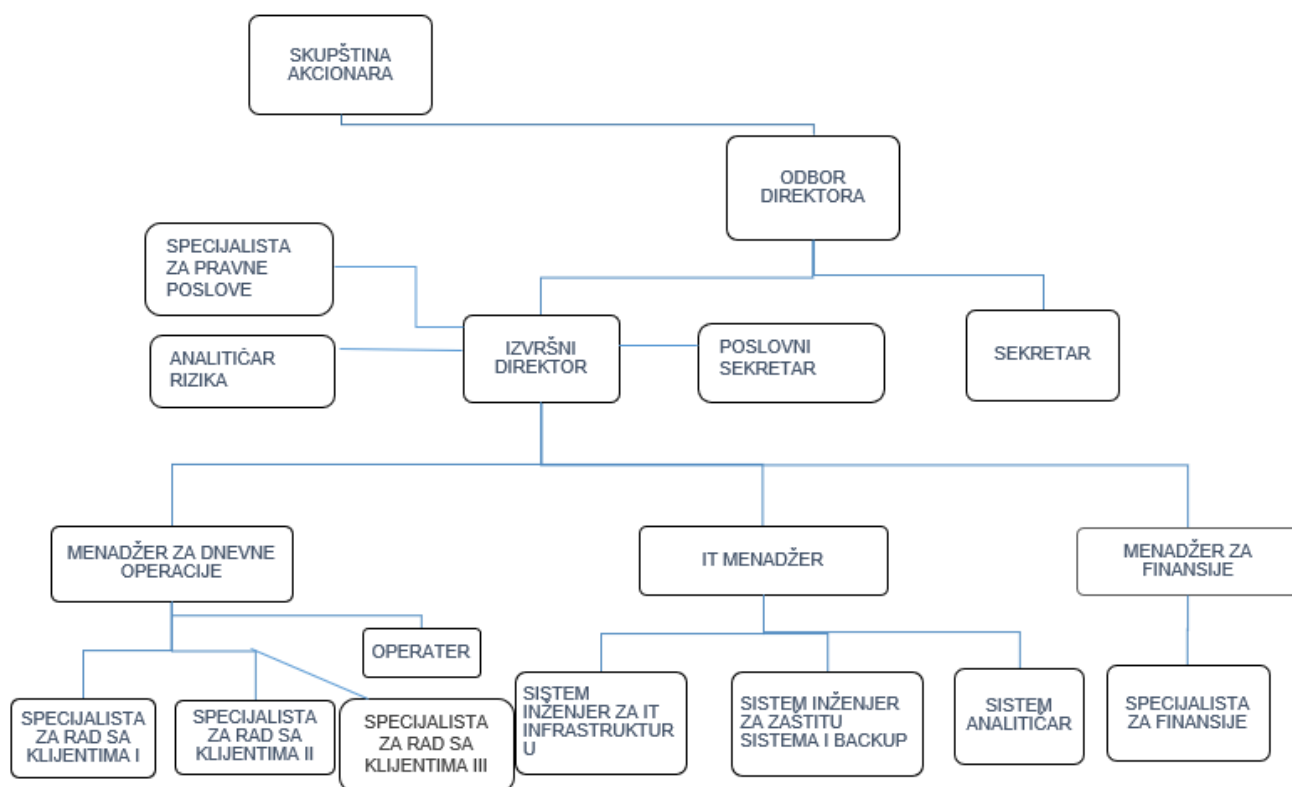 SKUPŠTINA
AKCIONARA
ODBOR
DIREKTORA
SPECIJALISTA
ZA PRAVNE
POSLOVE
ANALITIČAR
RIZIKA
IZVRŠNI
DIREKTOR
POSLOVNI
SEKRETAR
SEKRETAR
MENADŽER ZA DNEVNE
OPERACIJE
IT MENADŽER
MENADŽER ZA
FINANSIJE
OPERATER
SPECIJALISTA
ZA RAD SA
KLIJENTIMA I
SPECIJALISTA
ZA RAD SA
KLIJENTIMA II
SPECIJALISTA
ZA RAD SA
KLIJENTIMA III
SISTEM
INŽENJER ZA IT
INFRASTRUKTUR
U
SISTEM INŽENJER
ZA ZAŠTITU
SISTEMA I BACKUP
SISTEM
ANALITIČAR
SPECIJALISTA
ZA FINANSIJE